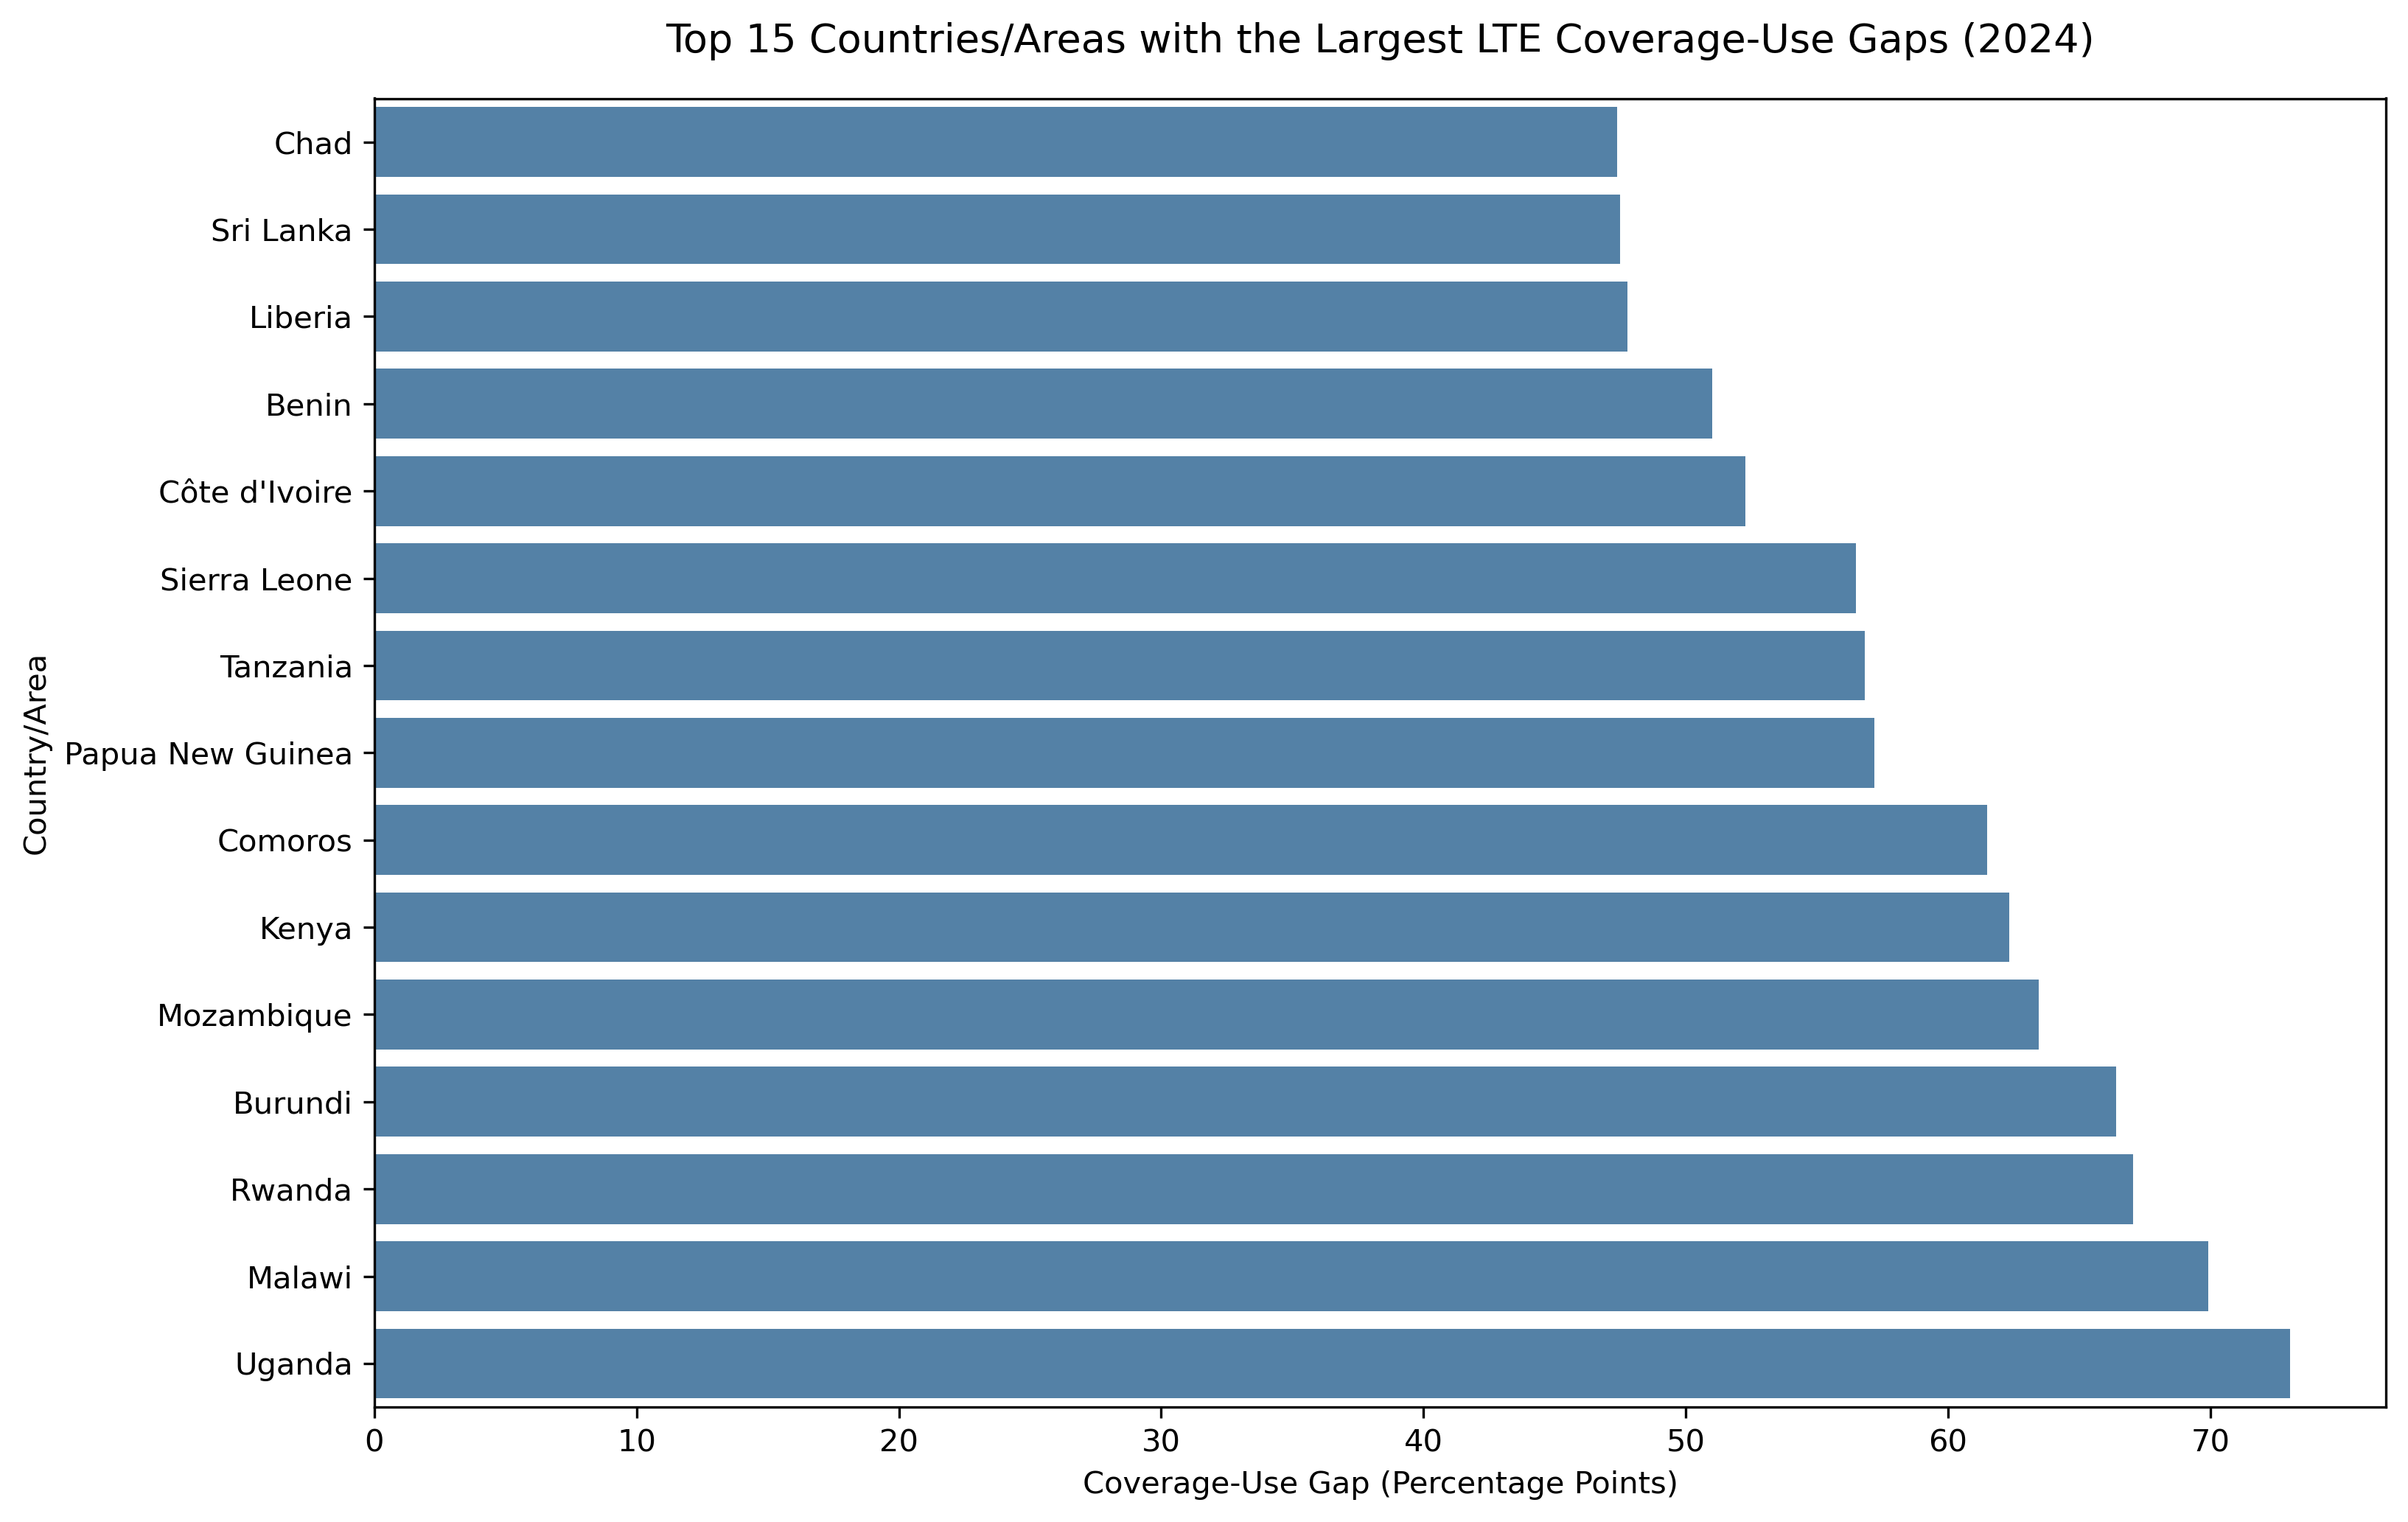 Top 15 Countries/Areas with the Largest LTE Coverage-Use Gaps (2024)
Country/Area
Chad
Sri Lanka
Liberia
Benin
Côte d'Ivoire
Sierra Leone
Tanzania
Papua New Guinea
Comoros
Kenya
Mozambique
Burundi
Rwanda
Malawi
Uganda
0 10 20 30 40 50 60 70
Coverage-Use Gap (Percentage Points)